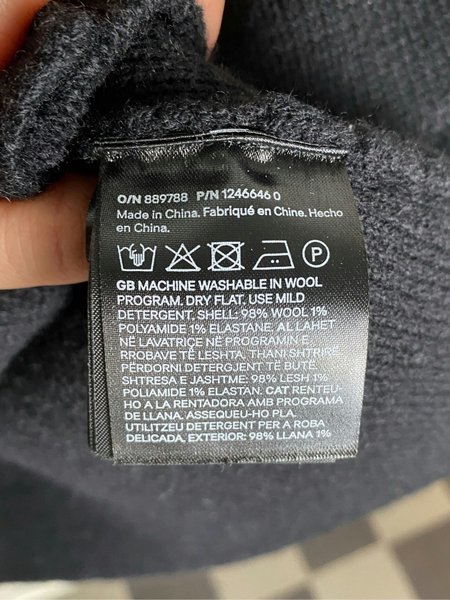 O/N 889788 P/N 1246646 0
Made in China. Fabriqué en Chine. Hecho
en China.
P
GB MACHINE WASHABLE IN WOOL
PROGRAM. DRY FLAT. USE MILD
DETERGENT. SHELL: 98% WOOL 1%
POLYAMIDE 1% ELASTANE. AL LAHET
NË LAVATRIÇE NË PROGRAMIN E
RROBAVE TË LESHTA. THANI SHTRIRË.
PËRDORNI DETERGJENT TË BUTË.
SHTRESA E JASHTME: 98% LESH 1%
POLIAMIDE 1% ELASTAN. CAT RENTEU-
HO A LA RENTADORA AMB PROGRAMA
DE LLANA. ASSEQUEU-HO PLA.
UTILITZEU DETERGENT PER A ROBA
DELICADA. EXTERIOR: 98% LLANA 1%